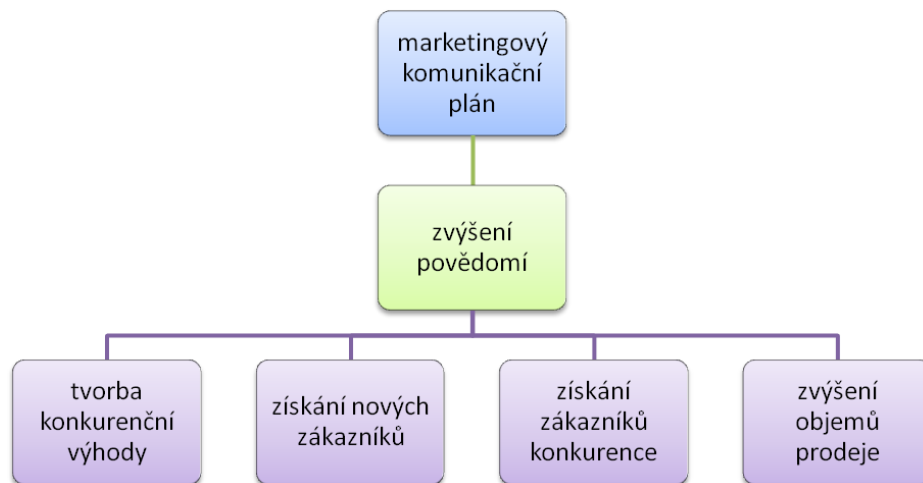 marketingový
komunikační
plán
zvýšení
povědomí
tvorba
konkurenční
výhody
získání nových
zákazníků
získání
zákazníků
konkurence
zvýšení
objemů
prodeje